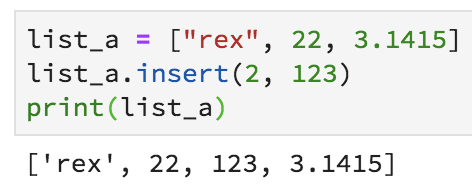 list_a = ["rex", 22, 3.1415]
list_a.insert(2, 123)
print(list_a)
['rex', 22, 123, 3.1415]